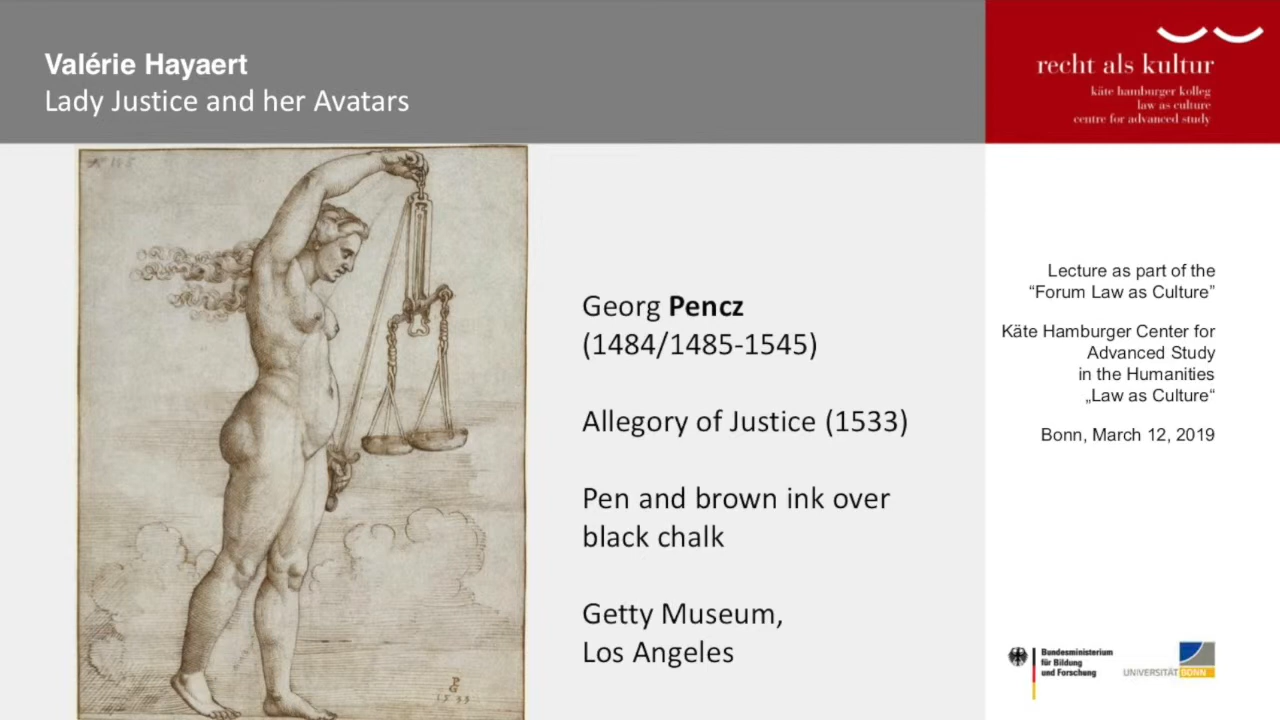 Valérie Hayaert
Lady Justice and her Avatars
recht als kultur
käte hamburger kolleg
law as culture
centre for advanced study
Georg Pencz
(1484/1485-1545)
Allegory of Justice (1533)
Pen and brown ink over
black chalk
Getty Museum,
Los Angeles
PG
1533
Lecture as part of the
“Forum Law as Culture”
Käte Hamburger Center for
Advanced Study
in the Humanities
„Law as Culture“
Bonn, March 12, 2019
Bundesministerium
für Bildung
und Forschung
UNIVERSITÄT BONN